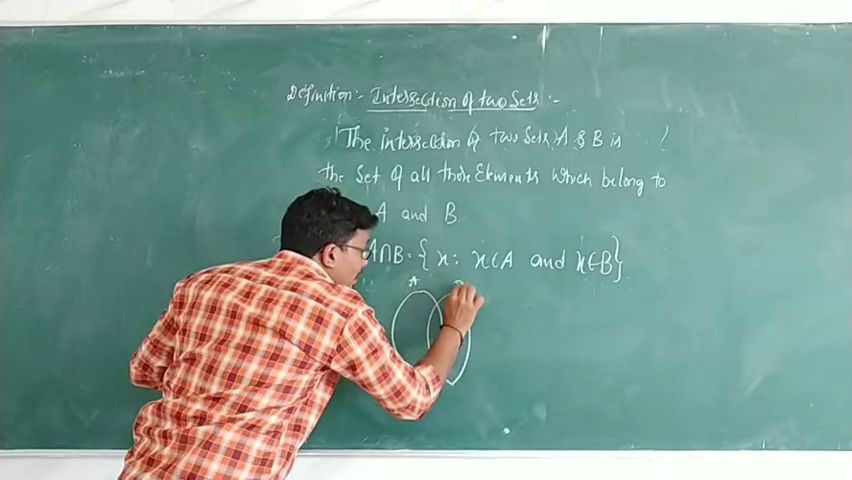 Definition:- Intersection of two Sets :-
The intersection of two Sets A & B is
the Set of all those Elements which belong to
A and B
A∩B = { x : x∈A and x∈B }
A